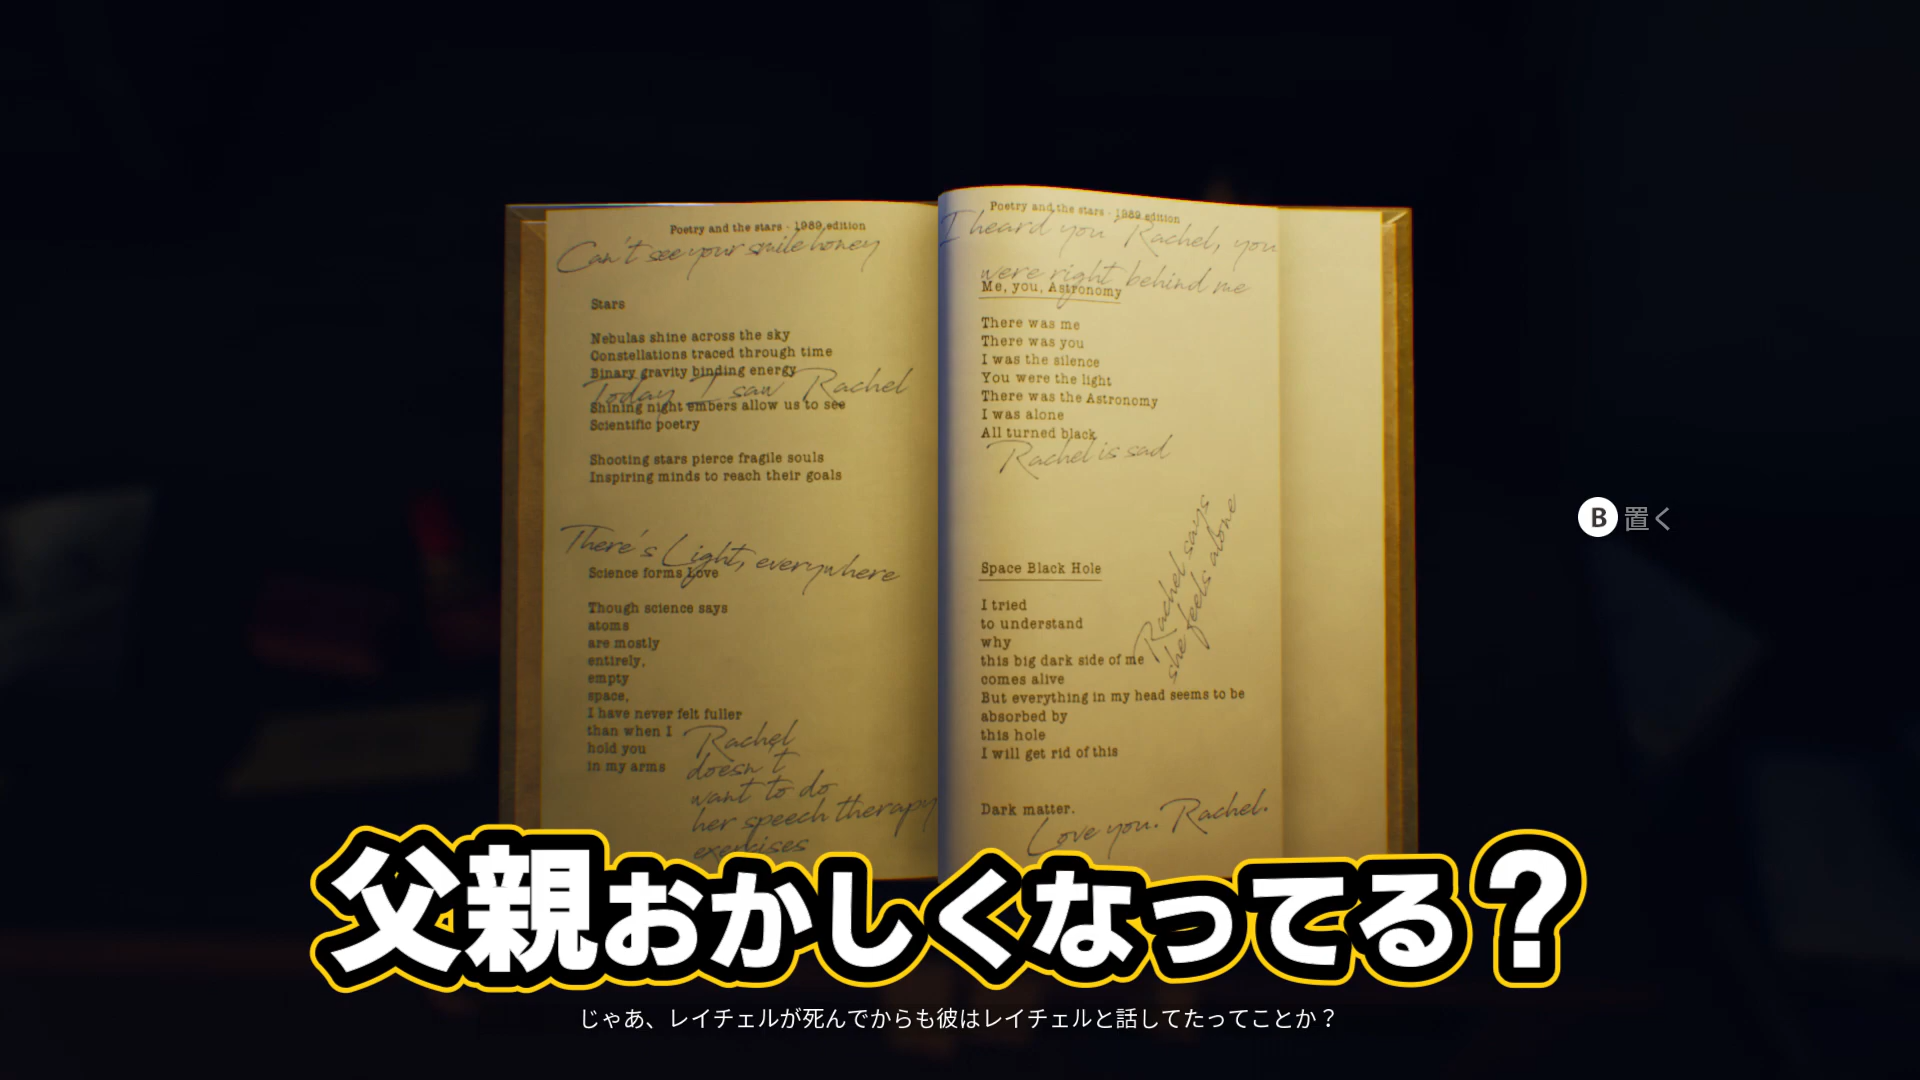 Poetry and the stars - 1989 edition
Can't see your smile honey
Stars
Nebulas shine across the sky
Constellations traced through time
Binary gravity binding energy
Today I saw Rachel
Shining night embers allow us to see
Scientific poetry
Shooting stars pierce fragile souls
Inspiring minds to reach their goals
There's Light, everywhere
Science forms Love
Though science says
atoms
are mostly
entirely,
empty
space,
I have never felt fuller
than when I
hold you
in my arms
Rachel
doesn't
want to do
her speech therapy
exercises
Poetry and the stars - 1989 edition
I heard you Rachel, you
were right behind me
Me, you, Astronomy
There was me
There was you
I was the silence
You were the light
There was the Astronomy
I was alone
All turned black
Rachel is sad
Rachel says
she feels alone
Space Black Hole
I tried
to understand
why
this big dark side of me
comes alive
But everything in my head seems to be
absorbed by
this hole
I will get rid of this
Dark matter.
Love you. Rachel.
B 置く
父親おかしくなってる？
じゃあ、レイチェルが死んでからも彼はレイチェルと話してたってことか？